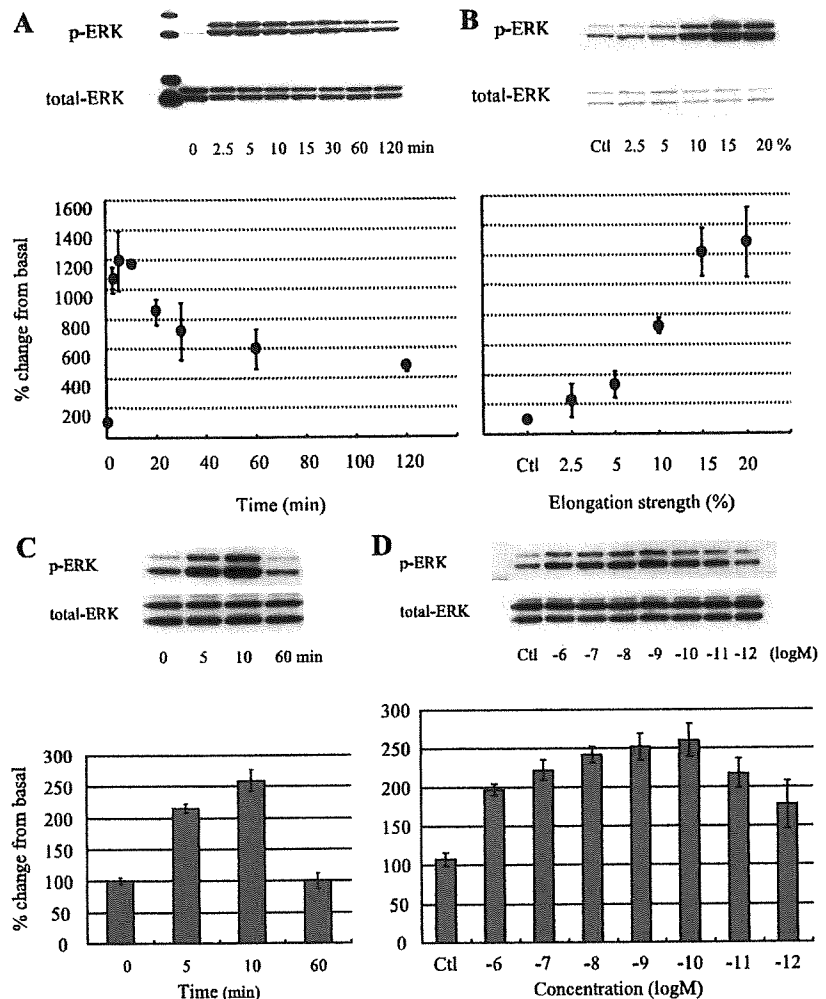 A
p-ERK
total-ERK
0 2.5 5 10 15 30 60 120 min
B
p-ERK
total-ERK
Ctl 2.5 5 10 15 20 %
% change from basal
1600
1400
1200
1000
800
600
400
200
0 20 40 60 80 100 120
Time (min)
Ctl 2.5 5 10 15 20
Elongation strength (%)
C
p-ERK
total-ERK
0 5 10 60 min
D
p-ERK
total-ERK
Ctl -6 -7 -8 -9 -10 -11 -12 (logM)
% change from basal
300
250
200
150
100
50
0
0 5 10 60
Time (min)
300
250
200
150
100
50
0
Ctl -6 -7 -8 -9 -10 -11 -12
Concentration (logM)